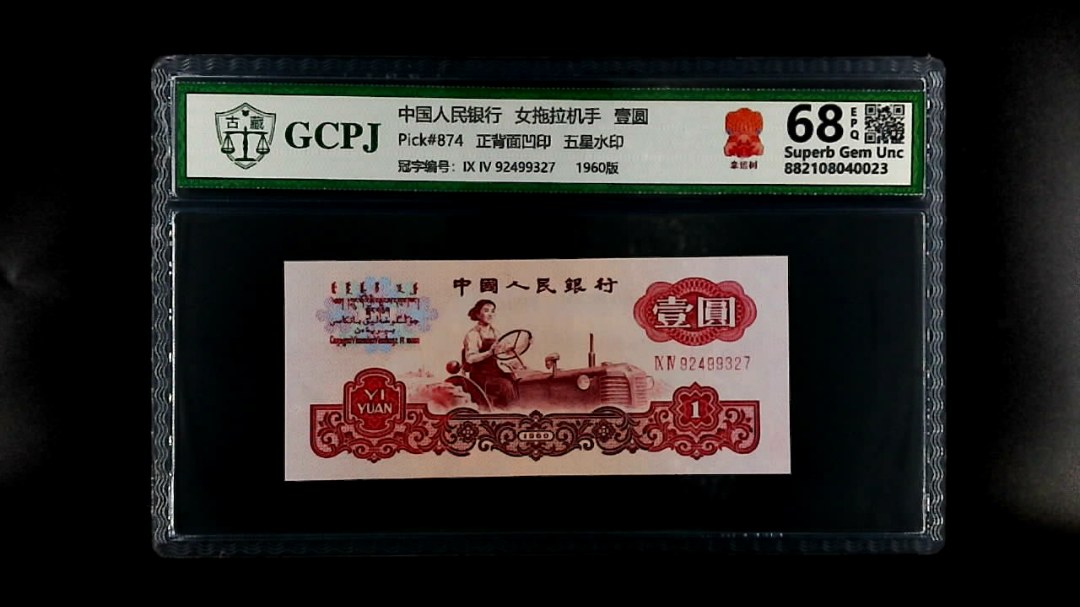 古藏
GCPJ
中国人民银行 女拖拉机手 壹圆
Pick#874 正背面凹印 五星水印
冠字编号：IX IV 92499327 1960版
68 EPQ
Superb Gem Unc
882108040023
中國人民銀行
壹圓
IX IV 92499327
YI
YUAN
1960
1